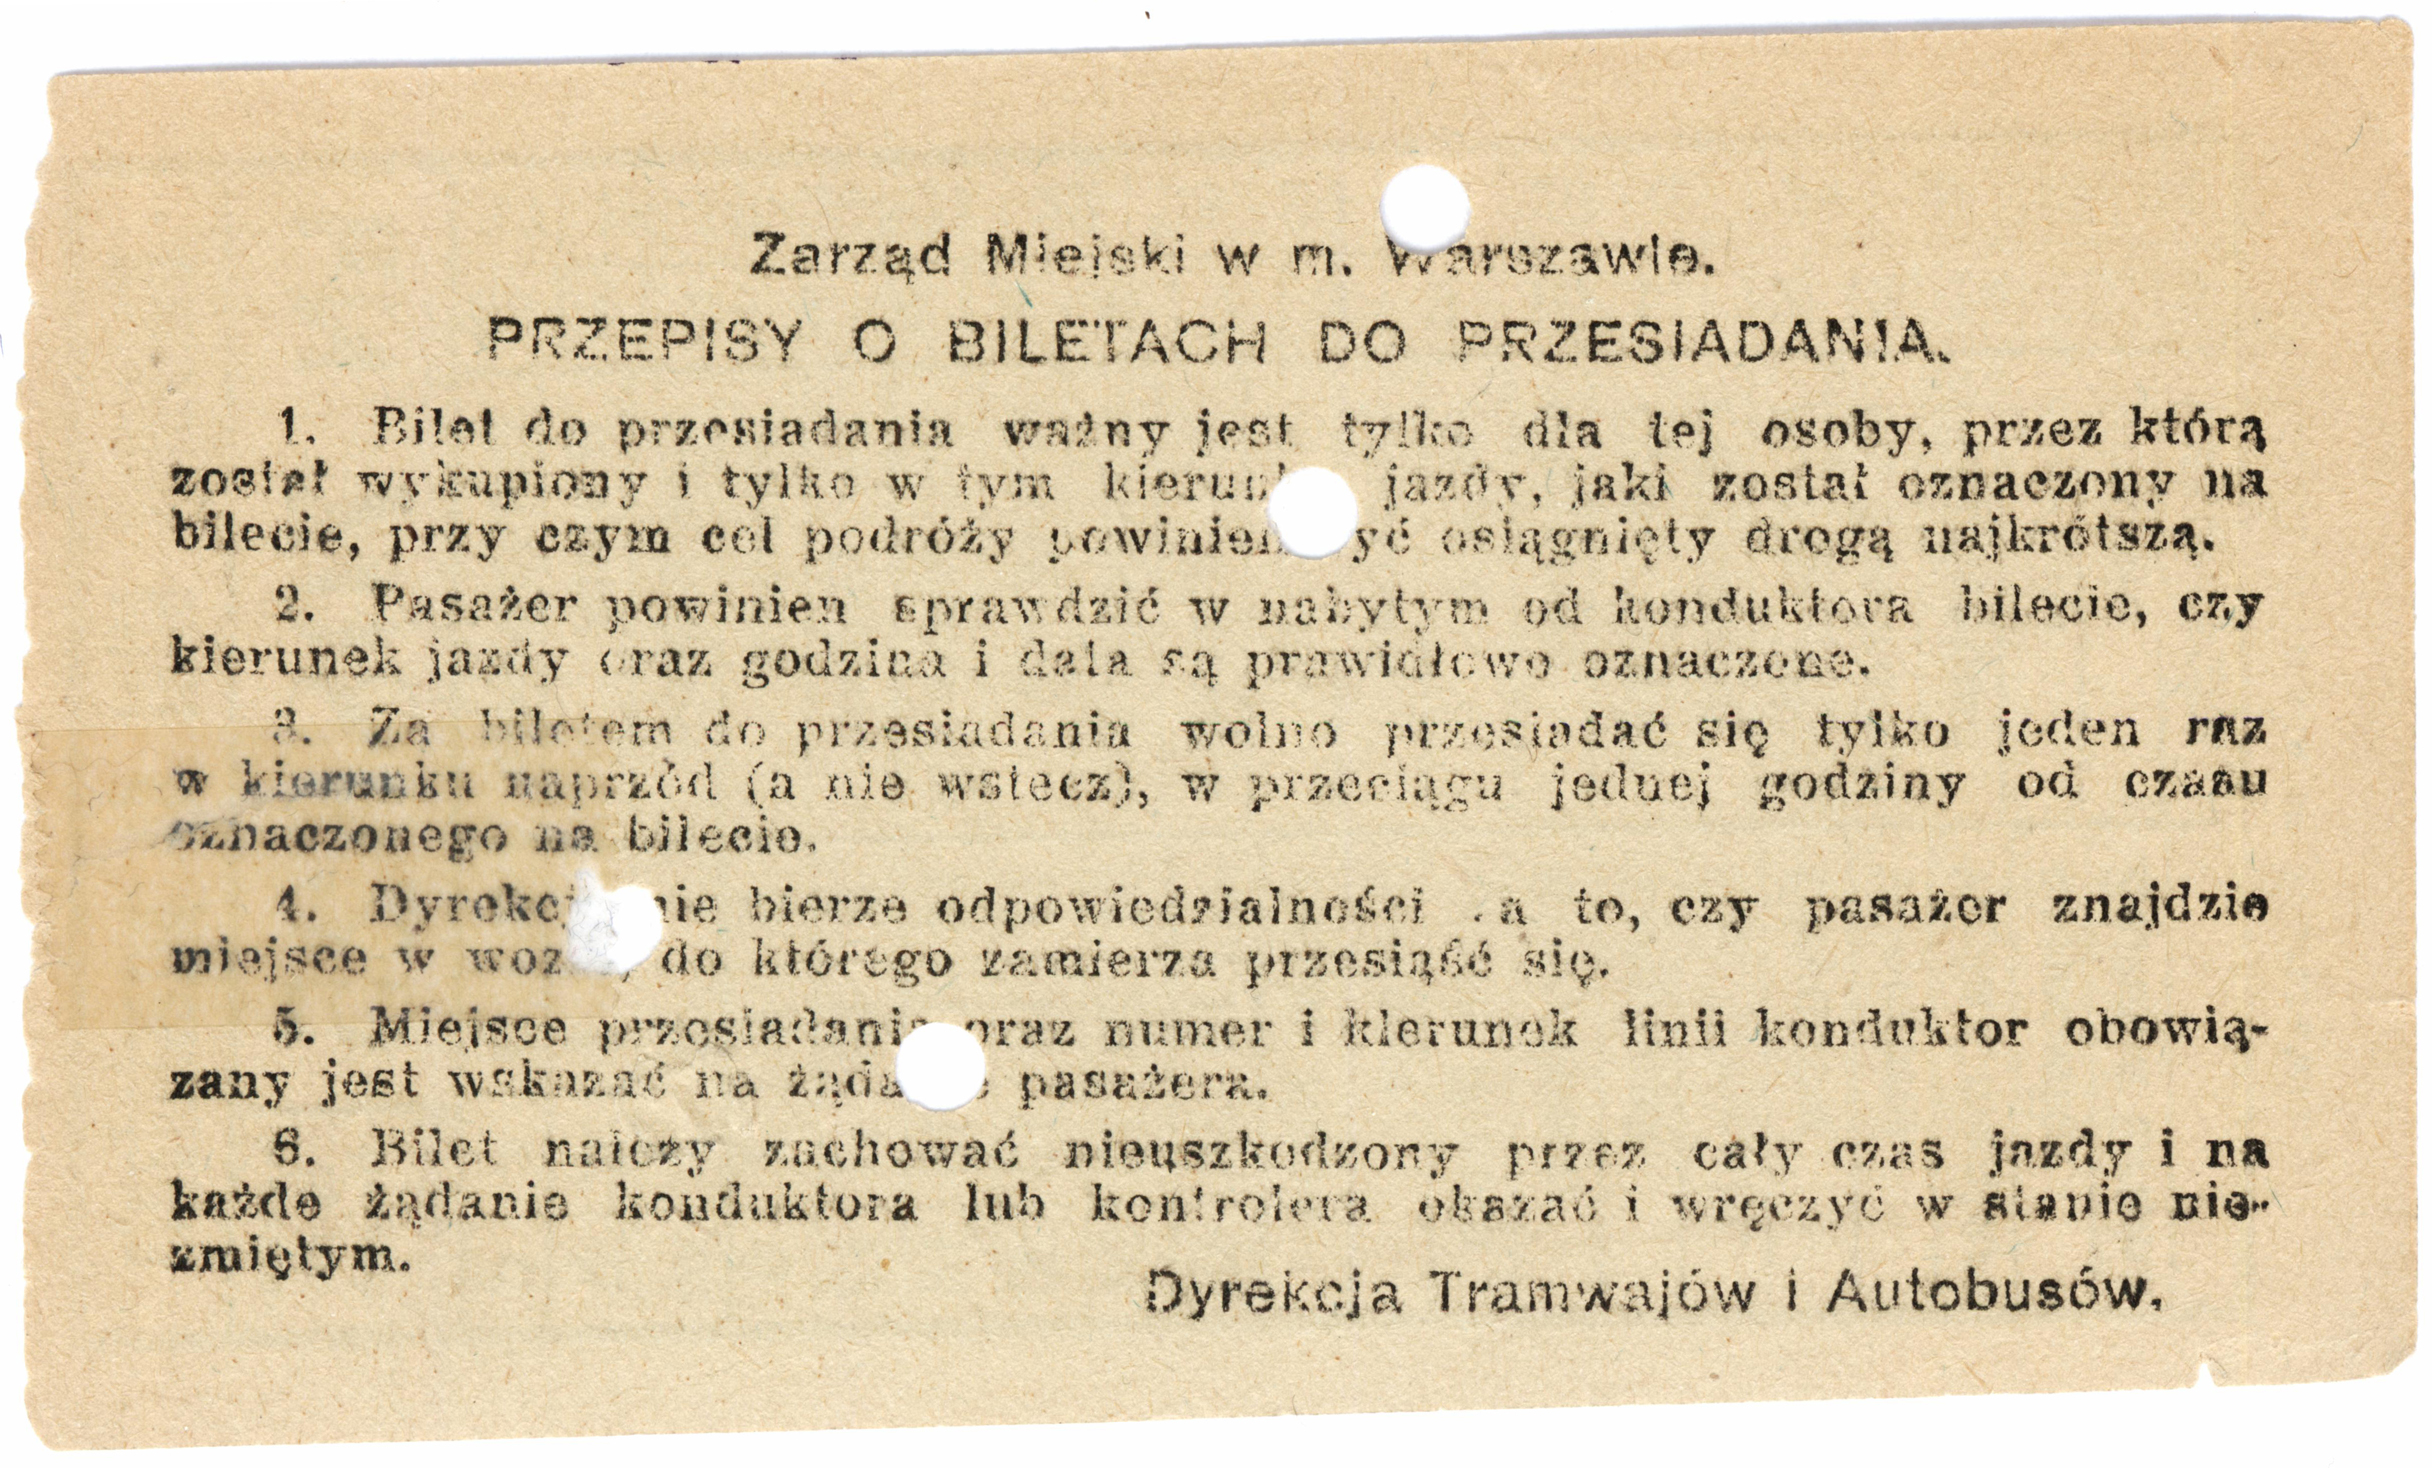 Zarząd Miejski w m. Warszawie.
PRZEPISY O BILETACH DO PRZESIADANIA.
1. Bilet do przesiadania ważny jest tylko dla tej osoby, przez którą
został wykupiony i tylko w tym kierunku jazdy, jaki został oznaczony na
bilecie, przy czym cel podróży powinien być osiągnięty drogą najkrótszą.
2. Pasażer powinien sprawdzić w nabytym od konduktora bilecie, czy
kierunek jazdy oraz godzina i data są prawidłowo oznaczone.
3. Za biletem do przesiadania wolno przesiadać się tylko jeden raz
w kierunku naprzód (a nie wstecz), w przeciągu jednej godziny od czasu
oznaczonego na bilecie.
4. Dyrekcja nie bierze odpowiedzialności za to, czy pasażer znajdzie
miejsce w wozie, do którego zamierza przesiąść się.
5. Miejsce przesiadania oraz numer i kierunek linii konduktor obowią-
zany jest wskazać na żądanie pasażera.
6. Bilet należy zachować nieuszkodzony przez cały czas jazdy i na
każde żądanie konduktora lub kontrolera okazać i wręczyć w stanie nie-
zmiętym.
Dyrekcja Tramwajów i Autobusów.